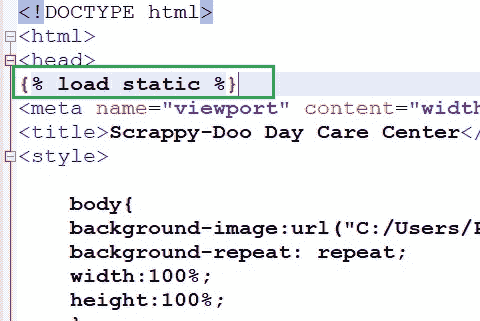 <!DOCTYPE html>
<html>
<head>
{% load static %}
<meta name="viewport" content="width
<title>Scrappy-Doo Day Care Center</
<style>
body{
background-image:url("C:/Users/
background-repeat: repeat;
width:100%;
height:100%;